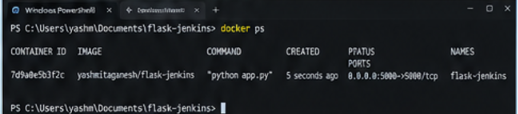 Windows PowerShell
PS C:\Users\yashm\Documents\flask-jenkins> docker ps
CONTAINER ID IMAGE COMMAND CREATED PTATUS NAMES
PORTS
7d9a0e5b3f2c yashmitaganesh/flask-jenkins "python app.py" 5 seconds ago 0.0.0.0:5000->5000/tcp flask-jenkins
PS C:\Users\yashm\Documents\flask-jenkins>